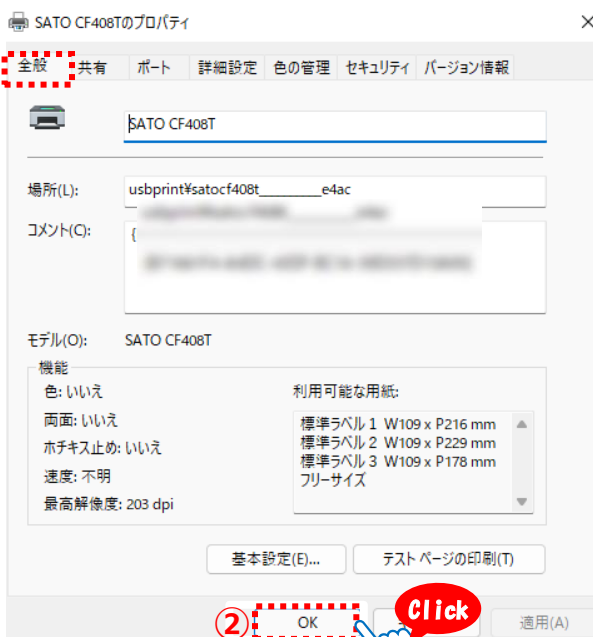 SATO CF408Tのプロパティ
全般 共有 ポート 詳細設定 色の管理 セキュリティ バージョン情報
SATO CF408T
場所(L): usbprint¥satocf408t_________e4ac
コメント(C): {
モデル(O): SATO CF408T
機能
色: いいえ
両面: いいえ
ホチキス止め: いいえ
速度: 不明
最高解像度: 203 dpi
利用可能な用紙:
標準ラベル 1 W109 x P216 mm
標準ラベル 2 W109 x P229 mm
標準ラベル 3 W109 x P178 mm
フリーサイズ
基本設定(E)... テスト ページの印刷(T)
② OK Click 適用(A)